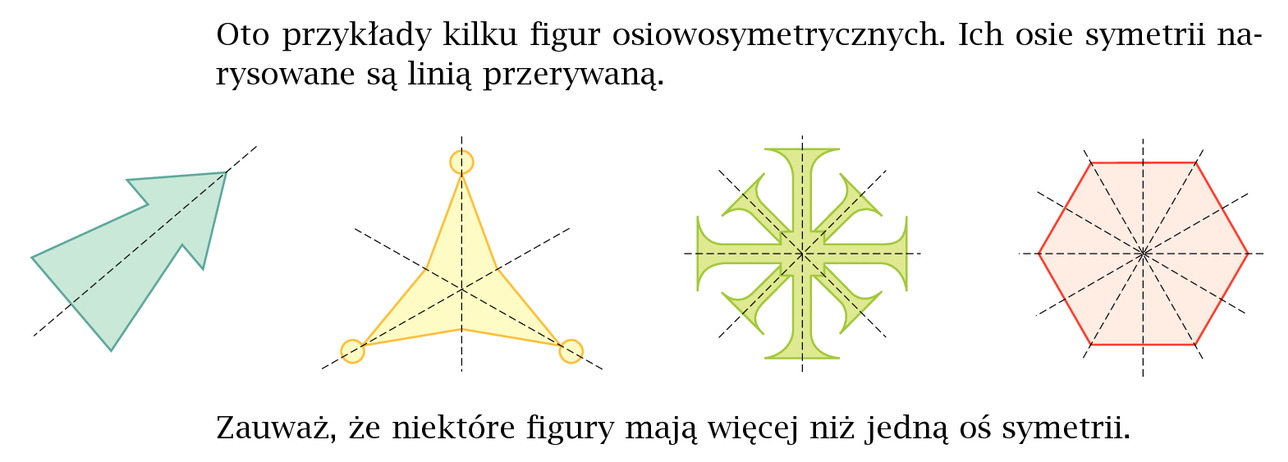 Oto przykłady kilku figur osiowosymetrycznych. Ich osie symetrii na-
rysowane są linią przerywaną.
Zauważ, że niektóre figury mają więcej niż jedną oś symetrii.